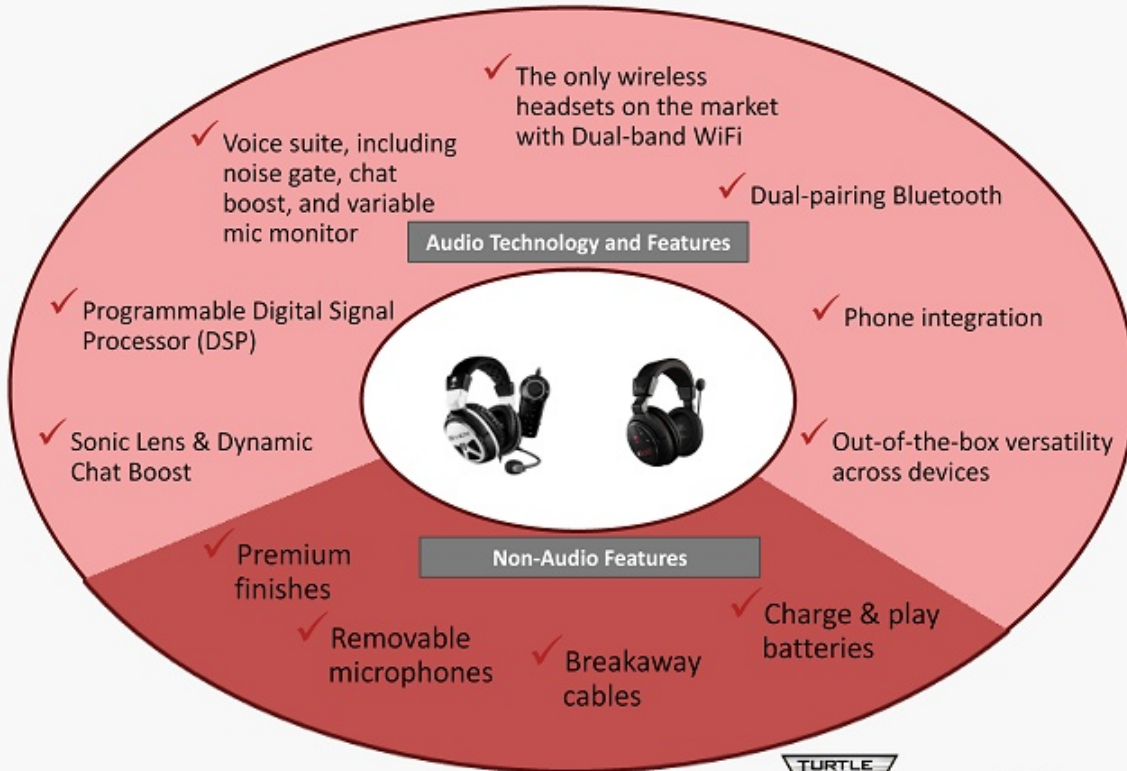 The only wireless
headsets on the market
with Dual-band WiFi
Voice suite, including
noise gate, chat
boost, and variable
mic monitor
Dual-pairing Bluetooth
Audio Technology and Features
Programmable Digital Signal
Processor (DSP)
Phone integration
Sonic Lens & Dynamic
Chat Boost
Out-of-the-box versatility
across devices
Non-Audio Features
Premium
finishes
Charge & play
batteries
Removable
microphones
Breakaway
cables
TURTLE